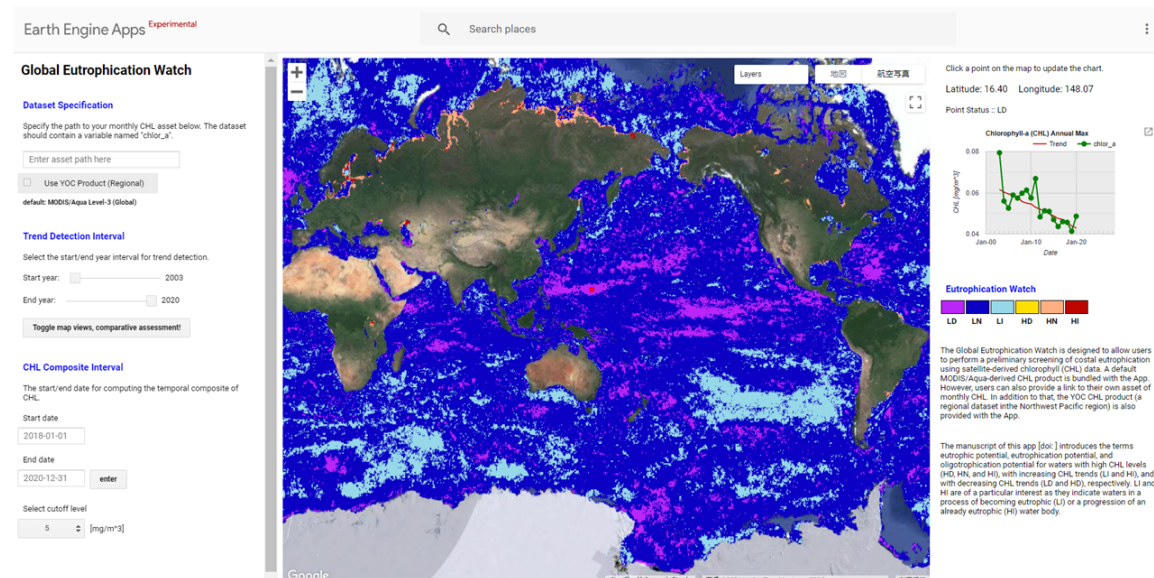 Earth Engine Apps Experimental
Search places
Global Eutrophication Watch
Dataset Specification
Specify the path to your monthly CHL asset below. The dataset
should contain a variable named "chlor_a".
Enter asset path here
Use YOC Product (Regional)
default: MODIS/Aqua Level-3 (Global)
Trend Detection Interval
Select the start/end year interval for trend detection.
Start year: 2003
End year: 2020
Toggle map views, comparative assessment!
CHL Composite Interval
The start/end date for computing the temporal composite of
CHL.
Start date
2018-01-01
End date
2020-12-31 enter
Select cutoff level
5 [mg/m^3]
+
−
Layers
地図 航空写真
Google
Click a point on the map to update the chart.
Latitude: 16.40 Longitude: 148.07
Point Status :: LD
Chlorophyll-a (CHL) Annual Max
Trend chlor_a
0.08
0.06
0.04
CHL [mg/m^3]
Jan-00 Jan-10 Jan-20
Date
Eutrophication Watch
LD LN LI HD HN HI
The Global Eutrophication Watch is designed to allow users
to perform a preliminary screening of costal eutrophication
using satellite-derived chlorophyll (CHL) data. A default
MODIS/Aqua-derived CHL product is bundled with the App.
However, users can also provide a link to their own asset of
monthly CHL. In addition to that, the YOC CHL product (a
regional dataset inthe Northwest Pacific region) is also
provided with the App.
The manuscript of this app [doi: ] introduces the terms
eutrophic potential, eutrophication potential, and
oligotrophication potential for waters with high CHL levels
(HD, HN, and HI), with increasing CHL trends (LI and HI), and
with decreasing CHL trends (LD and HD), respectively. LI and
HI are of a particular interest as they indicate waters in a
process of becoming eutrophic (LI) or a progression of an
already eutrophic (HI) water body.